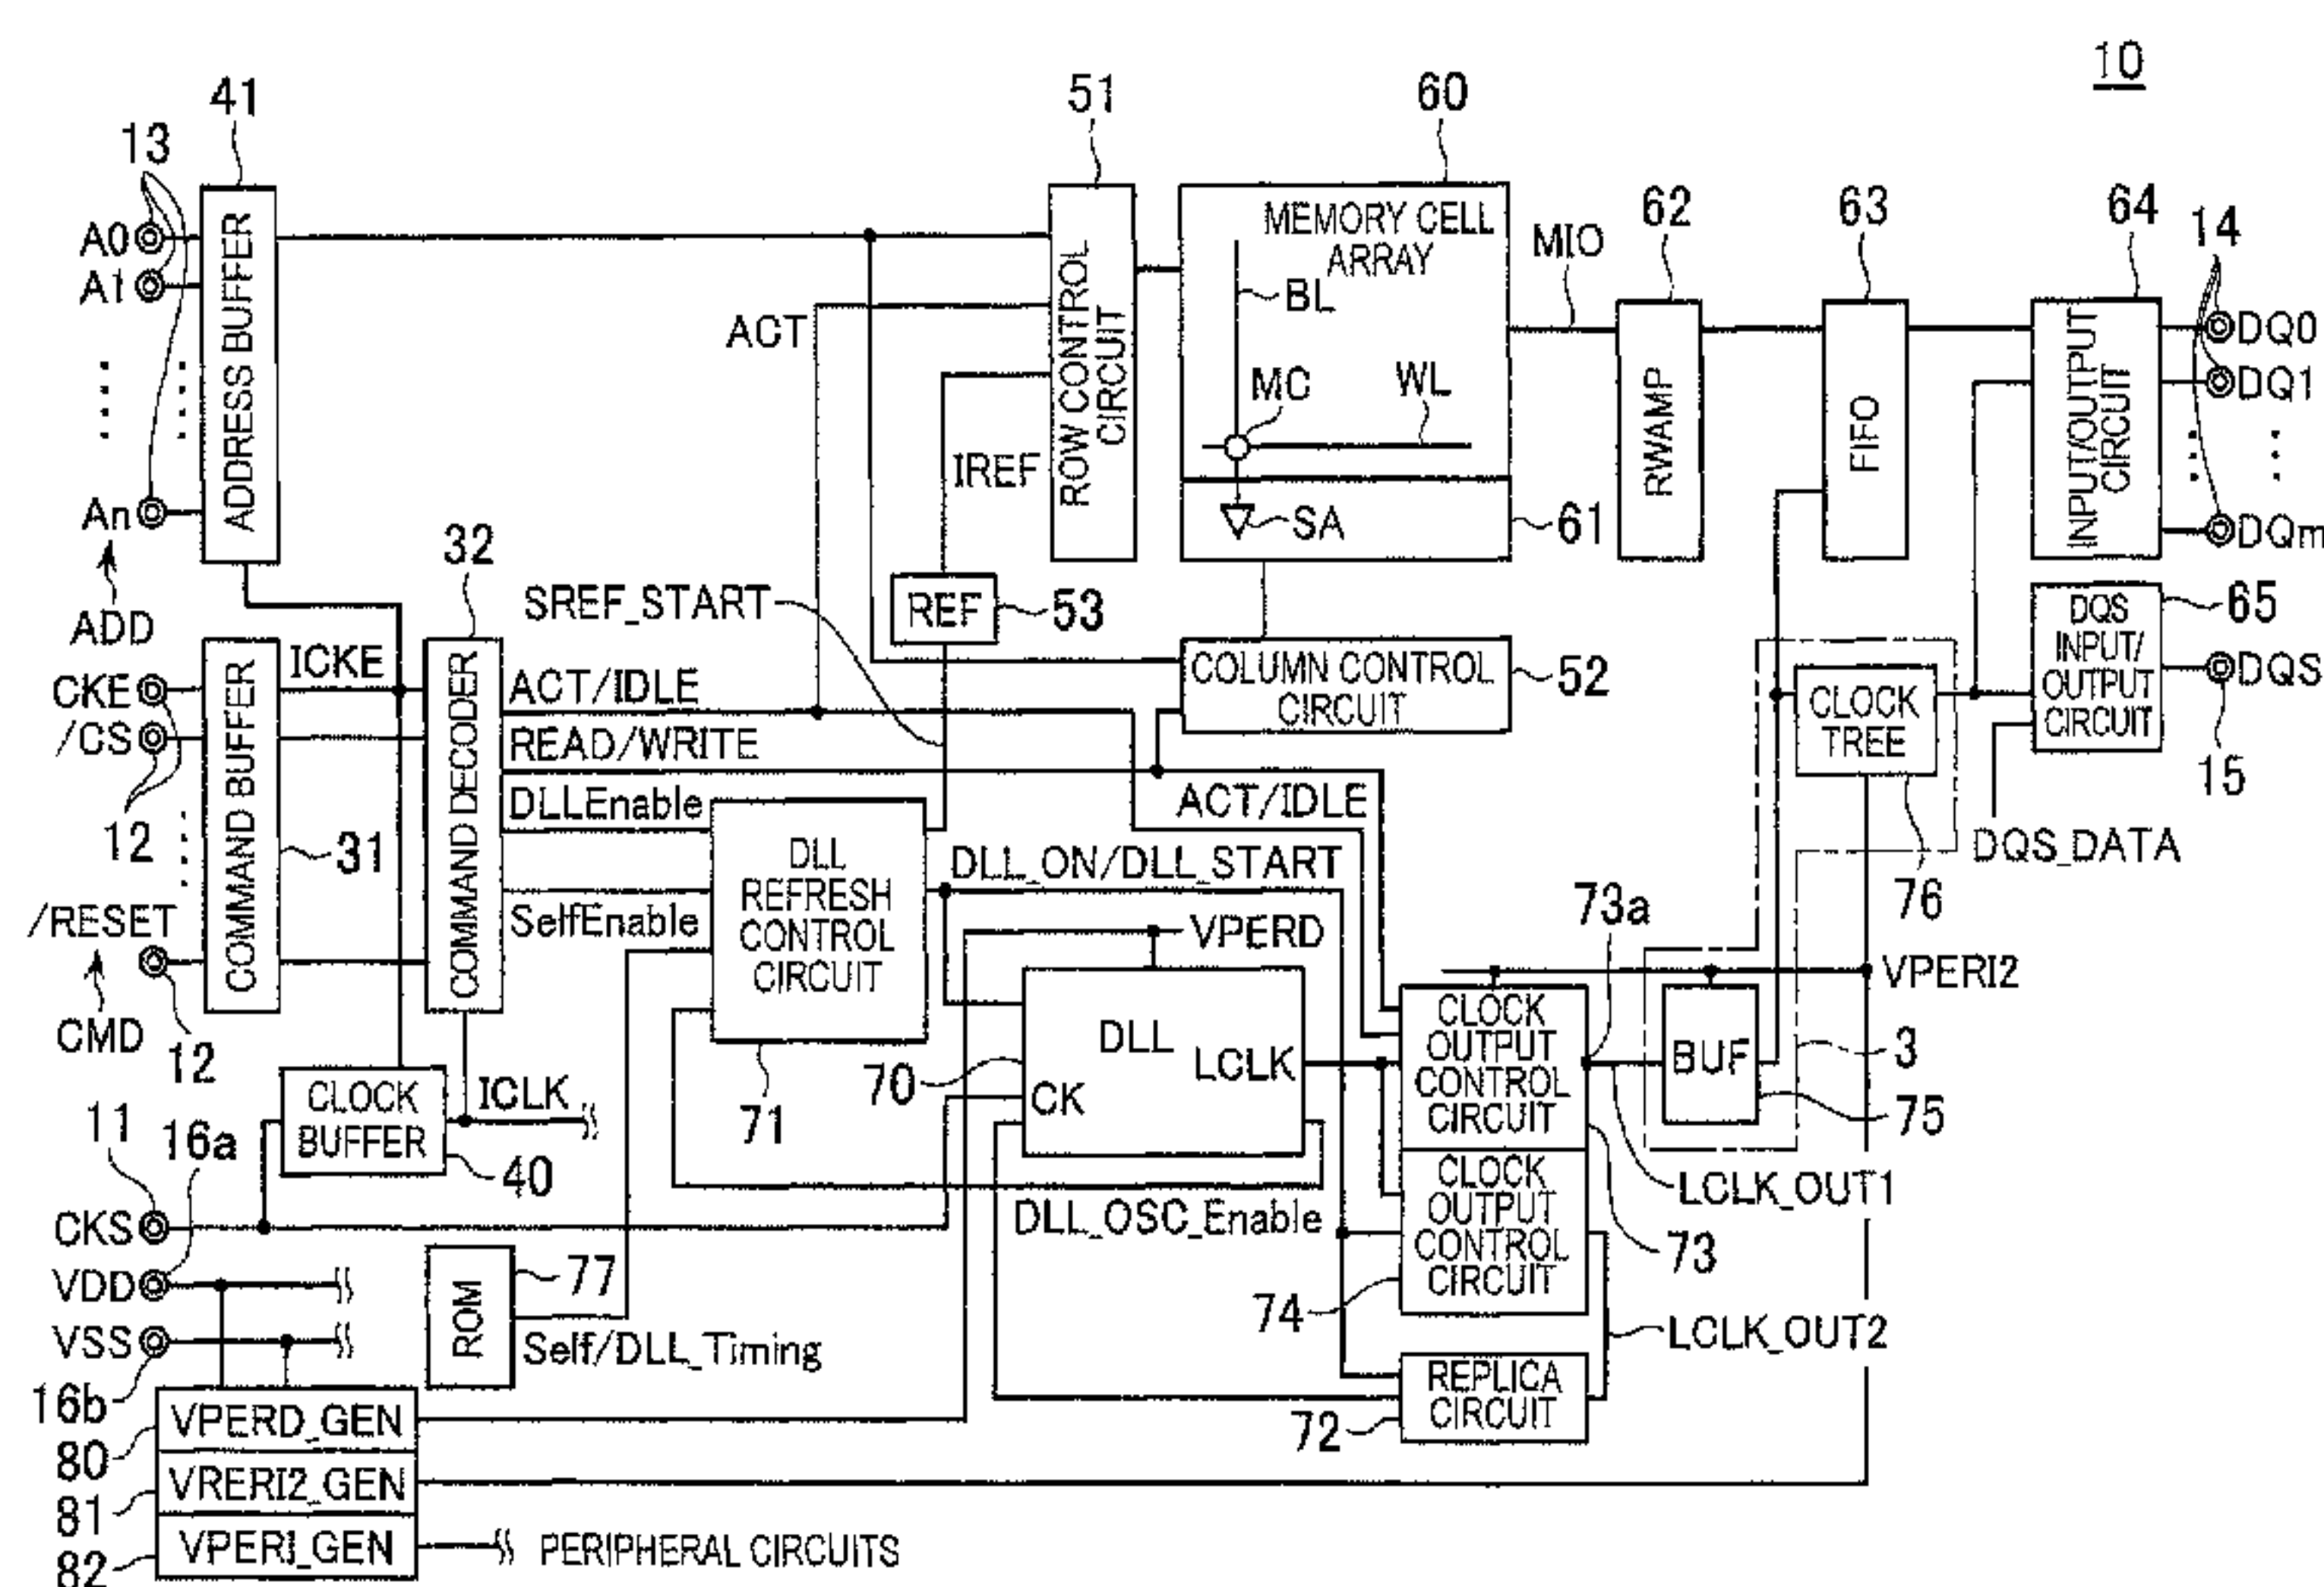 10
41
51
60
13
62
63
64
14
A0
A1
An
ADD
ADDRESS BUFFER
ACT
IREF
ROW CONTROL
CIRCUIT
MEMORY CELL
ARRAY
BL
MC
WL
SA
61
MIO
RWAMP
FIFO
INPUT/OUTPUT
CIRCUIT
DQ0
DQ1
DQm
32
SREF_START
REF
53
65
DQS
INPUT/
OUTPUT
CIRCUIT
DQS
15
CKE
/CS
12
ICKE
COMMAND BUFFER
31
COMMAND DECODER
ACT/IDLE
READ/WRITE
DLLEnable
SelfEnable
COLUMN CONTROL
CIRCUIT
52
CLOCK
TREE
76
DQS_DATA
ACT/IDLE
/RESET
CMD
12
DLL
REFRESH
CONTROL
CIRCUIT
71
DLL_ON/DLL_START
VPERD
73a
VPERI2
DLL
LCLK
CK
70
CLOCK
OUTPUT
CONTROL
CIRCUIT
BUF
3
75
11
16a
CLOCK
BUFFER
40
ICLK
CKS
VDD
VSS
16b
DLL_OSC_Enable
CLOCK
OUTPUT
CONTROL
CIRCUIT
LCLK_OUT1
73
74
ROM
77
Self/DLL_Timing
LCLK_OUT2
REPLICA
CIRCUIT
72
VPERD_GEN
80
VRERI2_GEN
81
VPERI_GEN
82
PERIPHERAL CIRCUITS